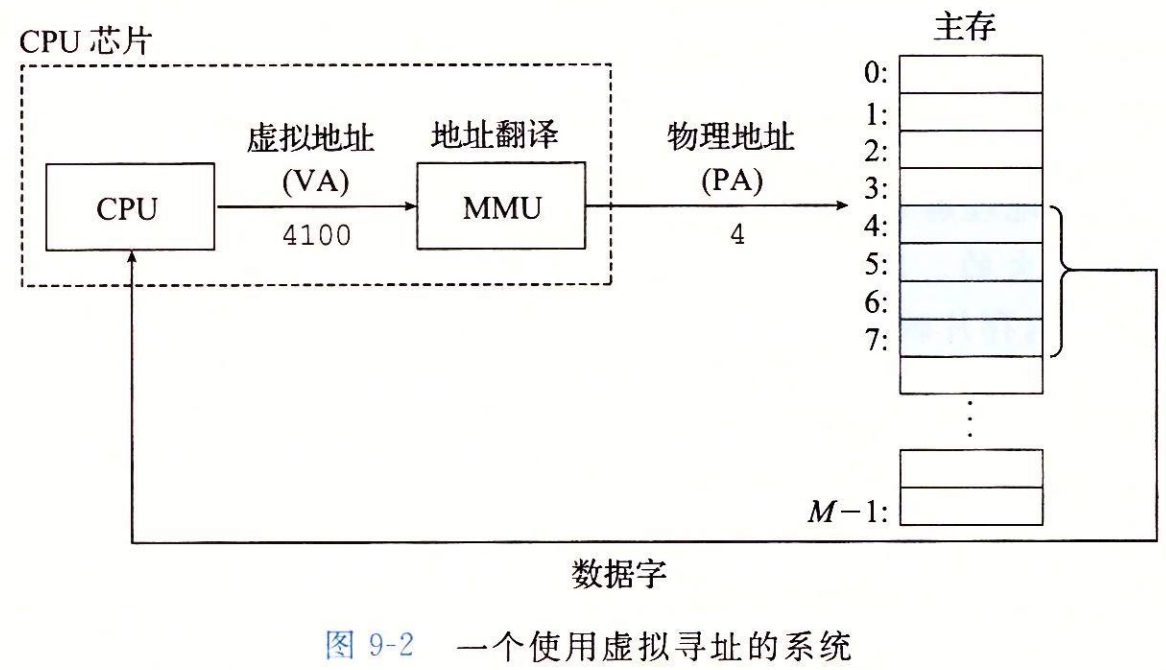 CPU 芯片
主存
虚拟地址
(VA)
4100
地址翻译
物理地址
(PA)
4
CPU
MMU
0:
1:
2:
3:
4:
5:
6:
7:
M−1:
数据字
图 9-2 一个使用虚拟寻址的系统